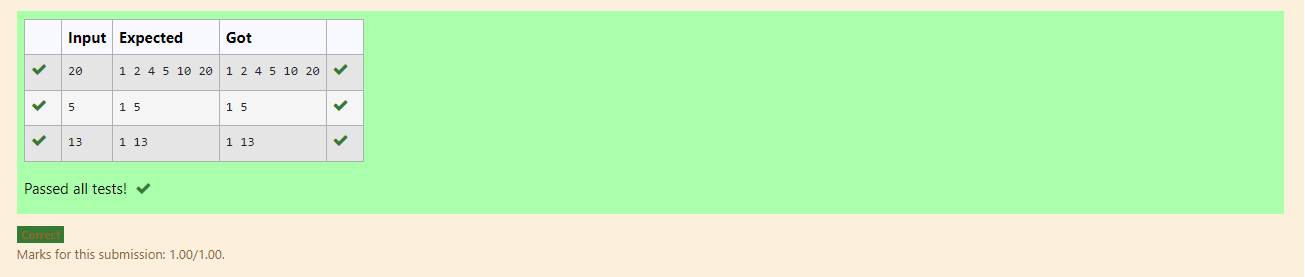 Input Expected Got
20 1 2 4 5 10 20 1 2 4 5 10 20
5 1 5 1 5
13 1 13 1 13
Passed all tests!
Correct
Marks for this submission: 1.00/1.00.